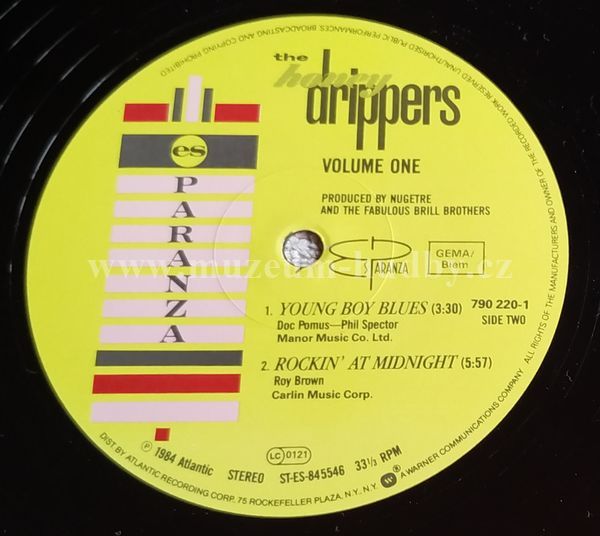 ALL RIGHTS OF THE MANUFACTURERS AND OWNER OF THE RECORDED WORK RESERVED. UNAUTHORISED PUBLIC PERFORMANCES, BROADCASTING AND COPYING PROHIBITED
the
honey
drippers
VOLUME ONE
PRODUCED BY NUGETRE
AND THE FABULOUS BRILL BROTHERS
es
PARANZA
EP
ARANZA
GEMA/
Biem
www.muzeum-hudby.cz
1. YOUNG BOY BLUES (3:30)
Doc Pomus—Phil Spector
Manor Music Co. Ltd.
790 220-1
SIDE TWO
2. ROCKIN' AT MIDNIGHT (5:57)
Roy Brown
Carlin Music Corp.
℗ 1984 Atlantic STEREO ST-ES-845546 LC 0121 33⅓ RPM
DIST. BY ATLANTIC RECORDING CORP. 75 ROCKEFELLER PLAZA, N.Y., N.Y. ® A WARNER COMMUNICATIONS COMPANY